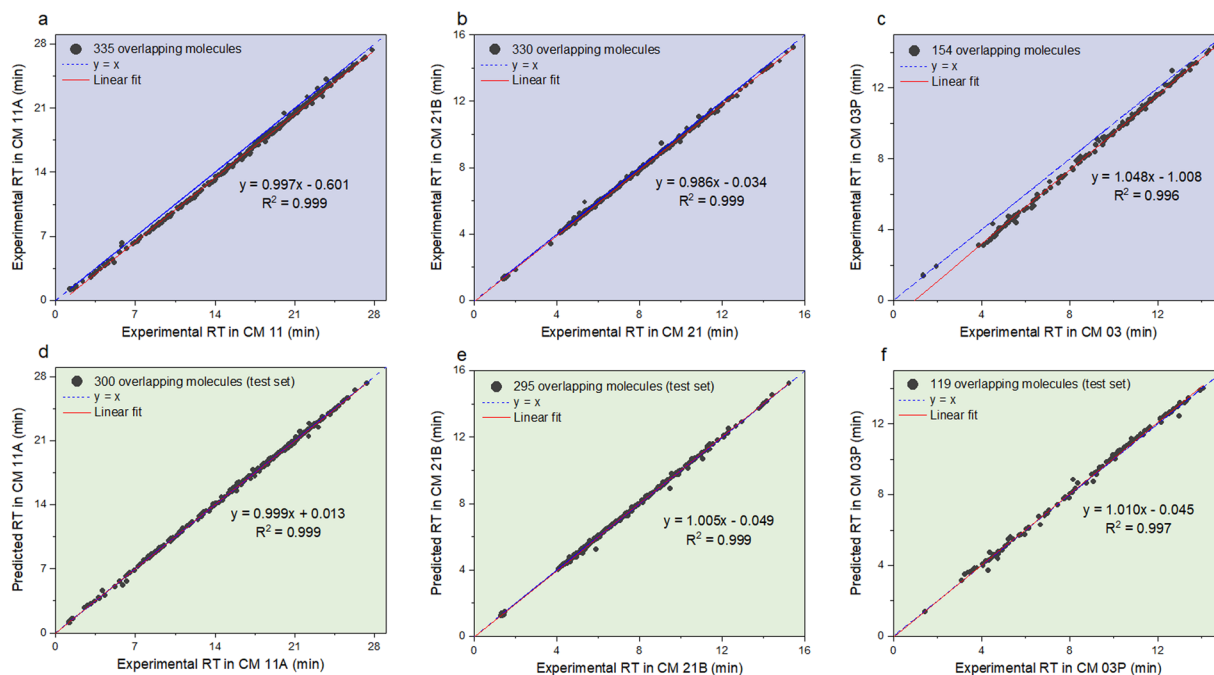 a
335 overlapping molecules
y = x
Linear fit
y = 0.997x - 0.601
R² = 0.999
Experimental RT in CM 11A (min)
28
21
14
7
0
0 7 14 21 28
Experimental RT in CM 11 (min)
b
330 overlapping molecules
y = x
Linear fit
y = 0.986x - 0.034
R² = 0.999
Experimental RT in CM 21B (min)
16
12
8
4
0
0 4 8 12 16
Experimental RT in CM 21 (min)
c
154 overlapping molecules
y = x
Linear fit
y = 1.048x - 1.008
R² = 0.996
Experimental RT in CM 03P (min)
12
8
4
0
0 4 8 12
Experimental RT in CM 03 (min)
d
300 overlapping molecules (test set)
y = x
Linear fit
y = 0.999x + 0.013
R² = 0.999
Predicted RT in CM 11A (min)
28
21
14
7
0
0 7 14 21 28
Experimental RT in CM 11A (min)
e
295 overlapping molecules (test set)
y = x
Linear fit
y = 1.005x - 0.049
R² = 0.999
Predicted RT in CM 21B (min)
16
12
8
4
0
0 4 8 12 16
Experimental RT in CM 21B (min)
f
119 overlapping molecules (test set)
y = x
Linear fit
y = 1.010x - 0.045
R² = 0.997
Predicted RT in CM 03P (min)
12
8
4
0
0 4 8 12
Experimental RT in CM 03P (min)